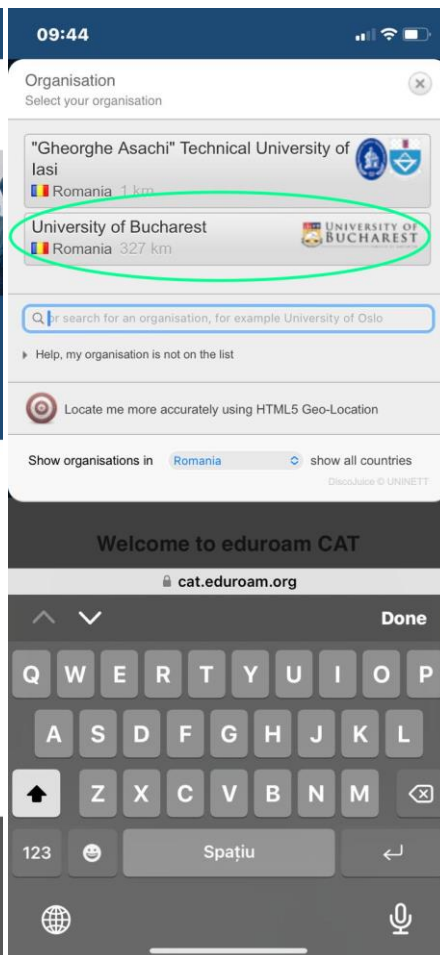 09:44
Organisation
Select your organisation
"Gheorghe Asachi" Technical University of
Iasi
Romania 1 km
University of Bucharest
UNIVERSITY OF
BUCHAREST
Romania 327 km
or search for an organisation, for example University of Oslo
Help, my organisation is not on the list
Locate me more accurately using HTML5 Geo-Location
Show organisations in Romania show all countries
DiscoJuice © UNINETT
Welcome to eduroam CAT
cat.eduroam.org
Done
Q W E R T Y U I O P
A S D F G H J K L
Z X C V B N M
123 Spațiu